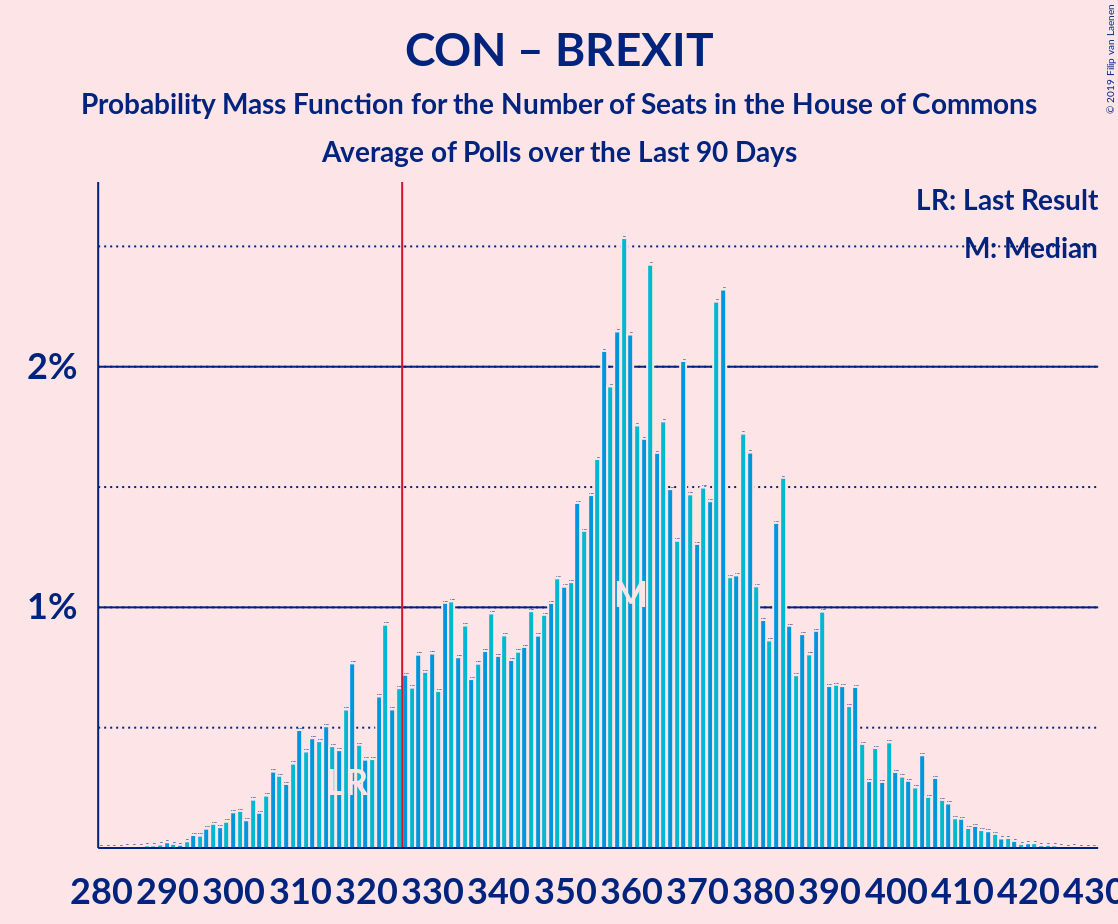 CON – BREXIT
Probability Mass Function for the Number of Seats in the House of Commons
Average of Polls over the Last 90 Days
© 2019 Filip van Laenen
LR: Last Result
M: Median
2%
1%
M
LR
280 290 300 310 320 330 340 350 360 370 380 390 400 410 420 430